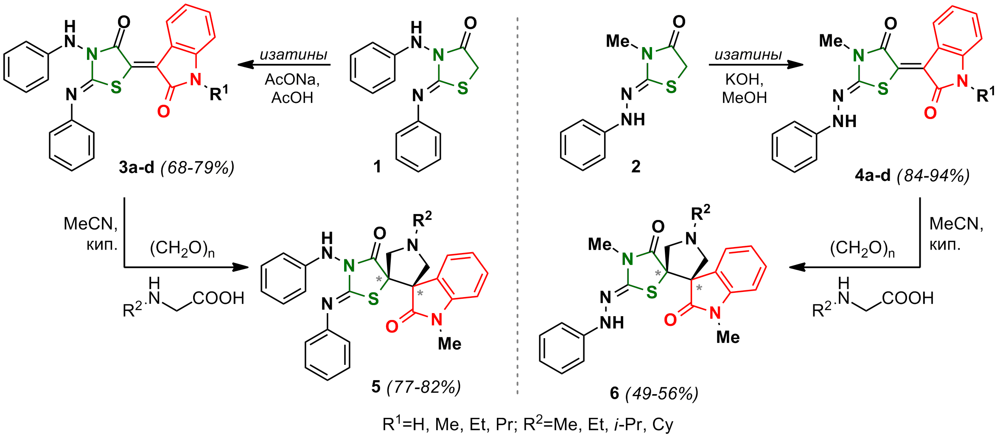 H
N
N
O
S
N
O
N
R¹
3a-d (68-79%)
изатины
AcONa,
AcOH
H
N
N
O
S
N
1
Me
N
O
S
N
NH
2
изатины
KOH,
MeOH
Me
N
O
S
N
NH
O
N
R¹
4a-d (84-94%)
MeCN,
кип.
(CH₂O)ₙ
H
N
R²
COOH
R²
N
O
H
N
N
S
N
O
N
Me
5 (77-82%)
R²
N
O
Me
N
S
N
NH
O
N
Me
6 (49-56%)
MeCN,
кип.
(CH₂O)ₙ
H
N
R²
COOH
*
*
*
*
R¹=H, Me, Et, Pr; R²=Me, Et, i-Pr, Cy